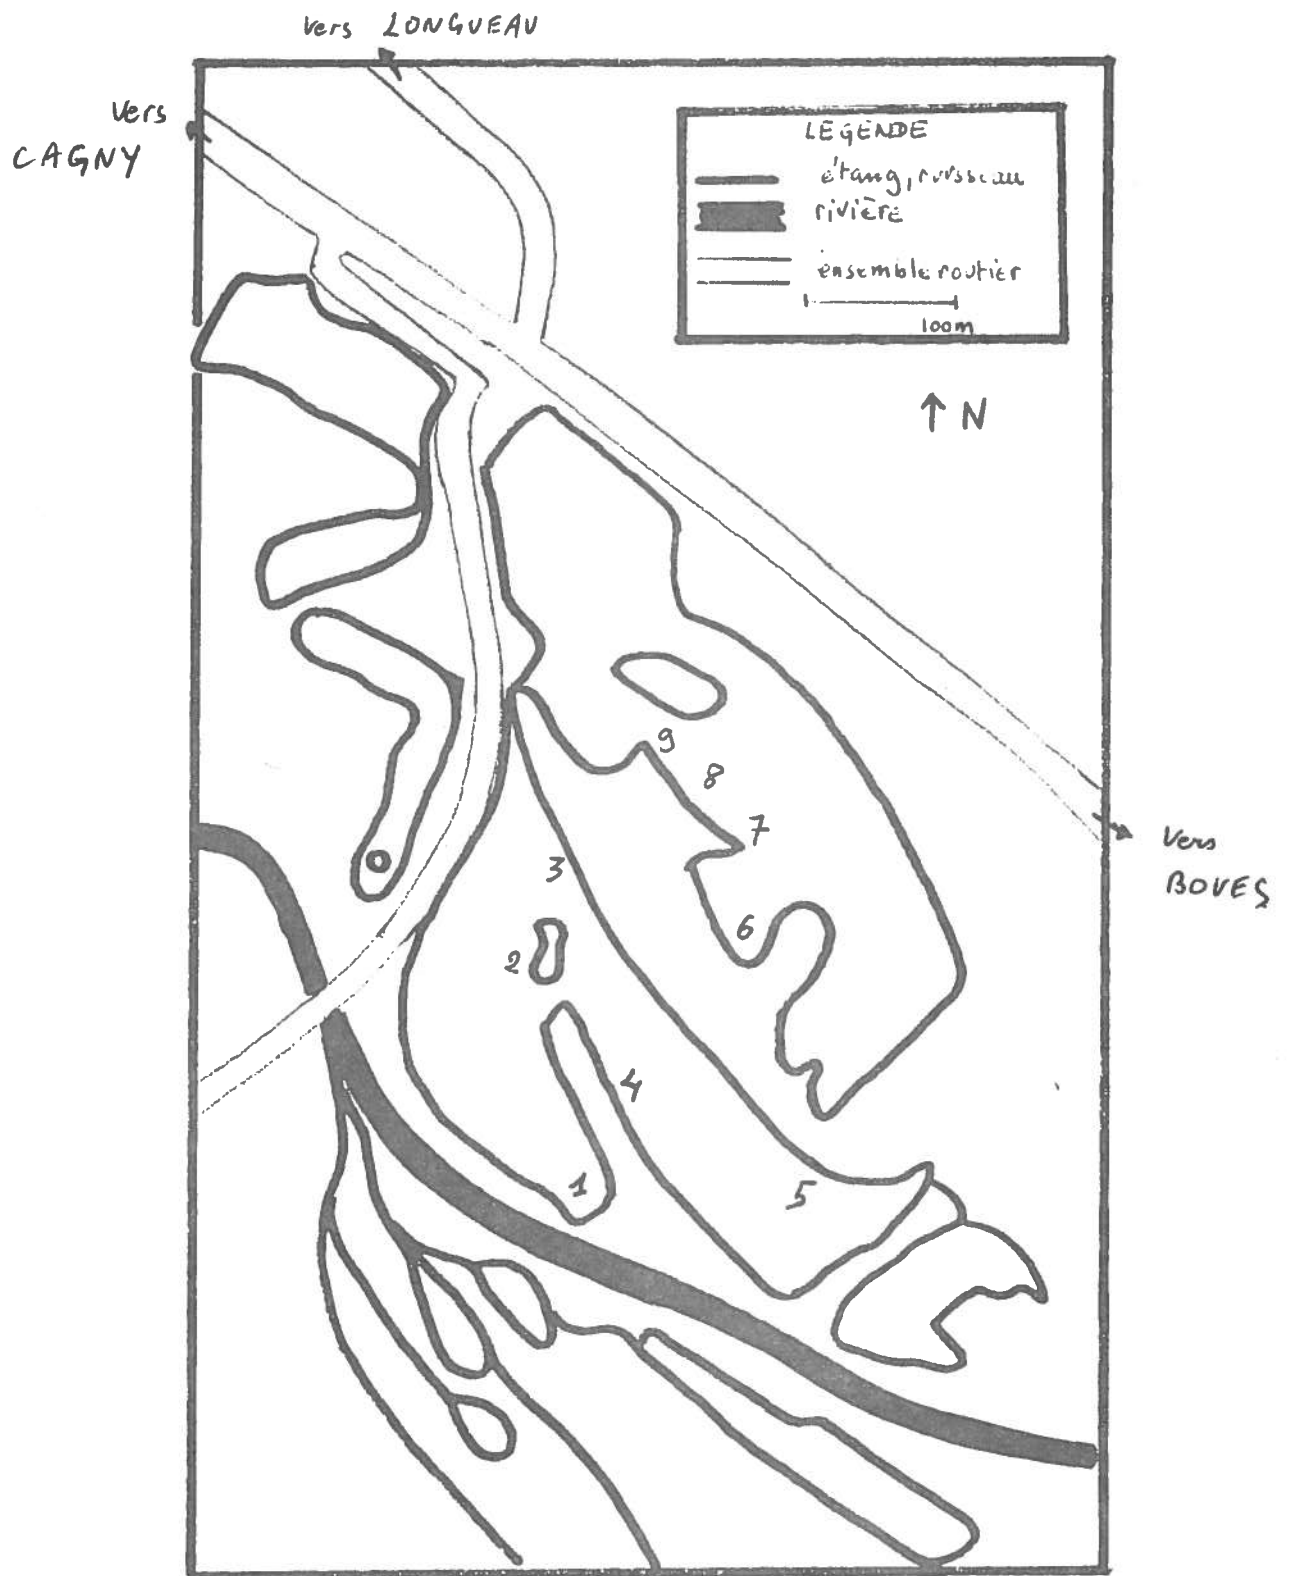 Vers LONGUEAU
Vers
CAGNY
LEGENDE
étang, ruisseau
rivière
ensemble routier
100m
↑ N
9
8
7
3
6
2
4
1
5
Vers
BOVES